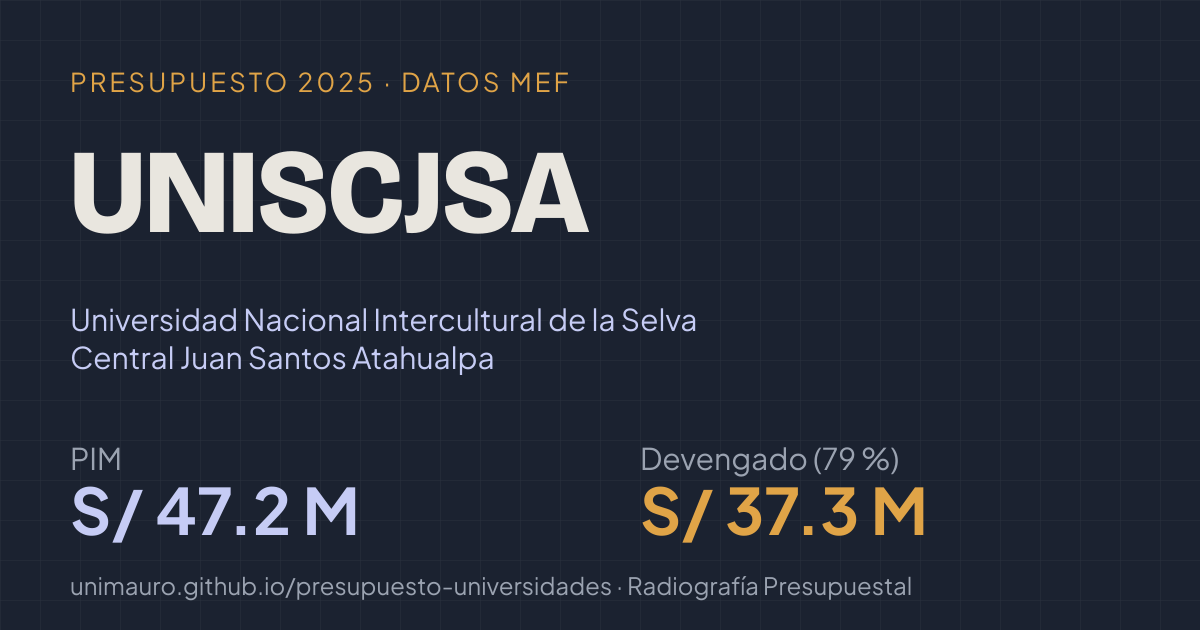 PRESUPUESTO 2025 · DATOS MEF
UNISCJSA
Universidad Nacional Intercultural de la Selva
Central Juan Santos Atahualpa
PIM
S/ 47.2 M
Devengado (79 %)
S/ 37.3 M
unimauro.github.io/presupuesto-universidades · Radiografía Presupuestal